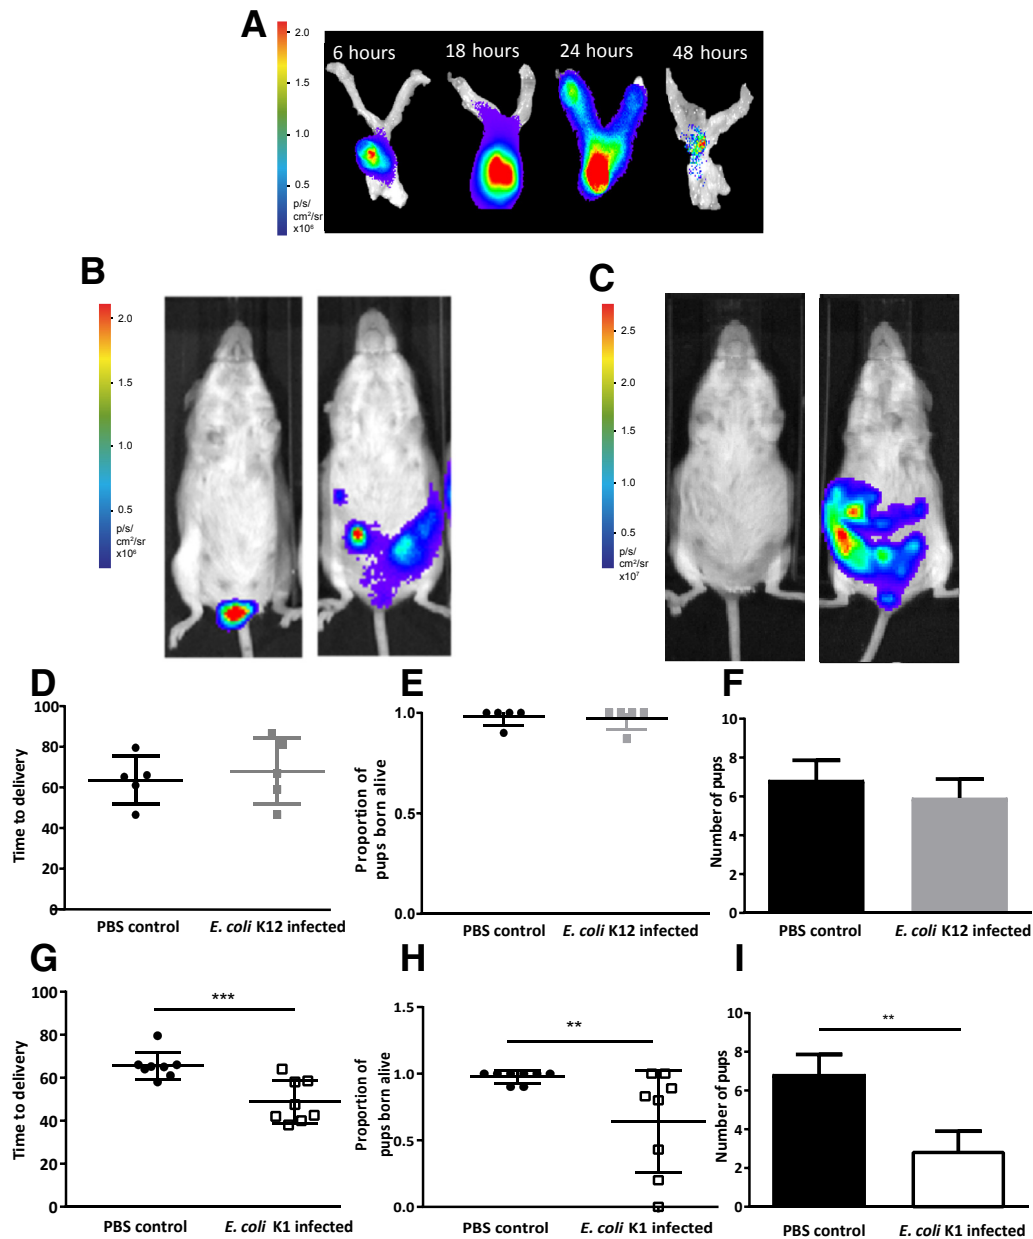 A
2.0
1.0
0.5
p/s/
cm²/sr
x10⁶
6 hours 18 hours 24 hours 48 hours
B
2.0
1.5
1.0
0.5
p/s/
cm²/sr
x10⁶
C
2.5
2.0
1.5
1.0
0.5
p/s/
cm²/sr
x10⁷
D
Time to delivery
100
80
60
40
20
0
PBS control E. coli K12 infected
E
Proportion of
pups born alive
1.0
0.5
0.0
PBS control E. coli K12 infected
F
Number of pups
10
8
6
4
2
0
PBS control E. coli K12 infected
G
Time to delivery
100
80
60
40
20
0
***
PBS control E. coli K1 infected
H
Proportion of
pups born alive
1.5
1.0
0.5
0.0
**
PBS control E. coli K1 infected
I
Number of pups
10
8
6
4
2
0
**
PBS control E. coli K1 infected